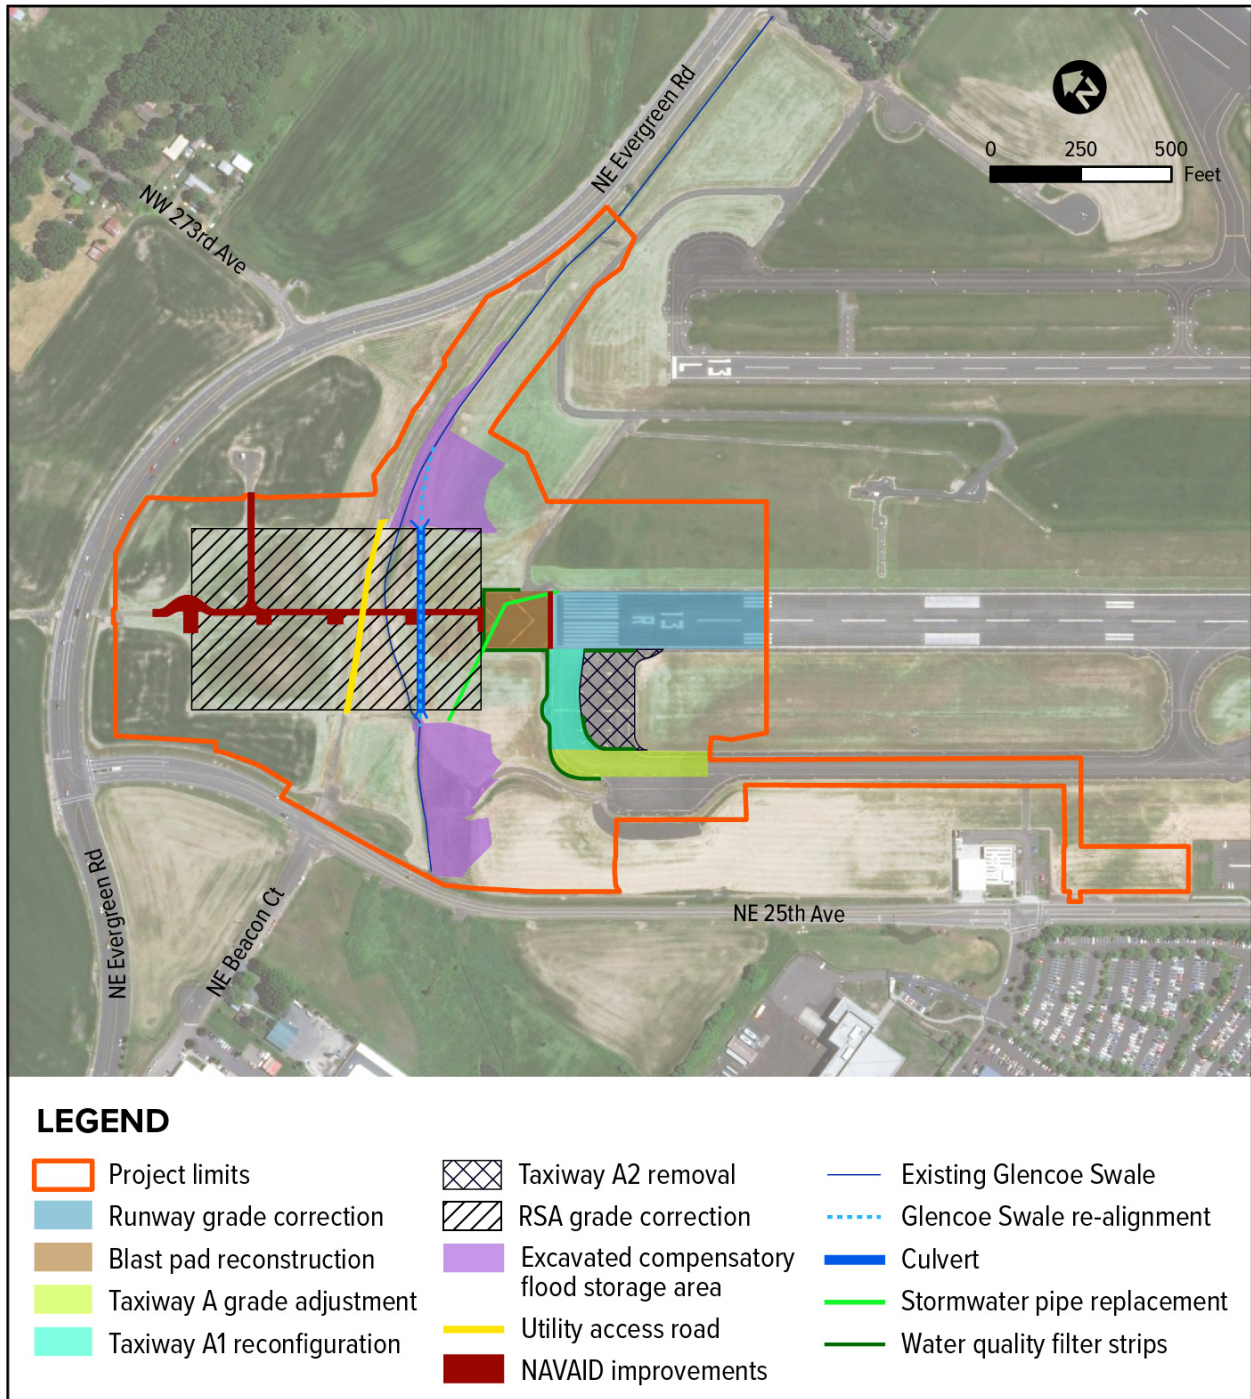 NE Evergreen Rd
N
0 250 500
Feet
NW 273rd Ave
13
L
13
R
NE Evergreen Rd
NE Beacon Ct
NE 25th Ave
LEGEND
Project limits
Runway grade correction
Blast pad reconstruction
Taxiway A grade adjustment
Taxiway A1 reconfiguration
Taxiway A2 removal
RSA grade correction
Excavated compensatory
flood storage area
Utility access road
NAVAID improvements
Existing Glencoe Swale
Glencoe Swale re-alignment
Culvert
Stormwater pipe replacement
Water quality filter strips